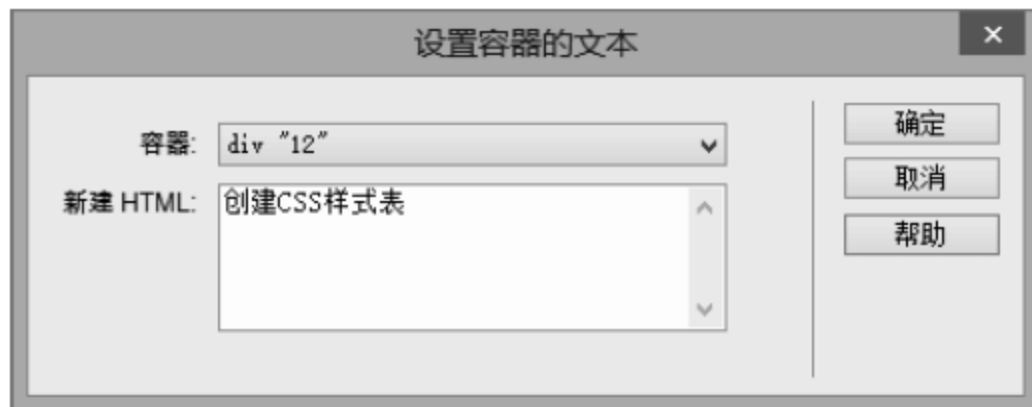 设置容器的文本
容器: div "12"
新建 HTML: 创建CSS样式表
确定
取消
帮助